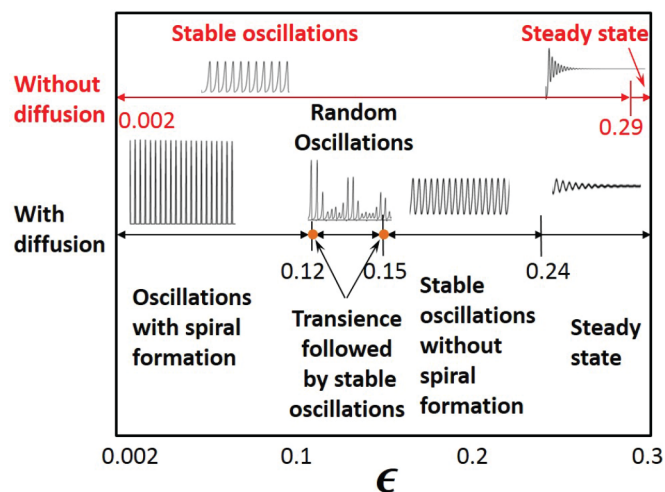 Stable oscillations
Steady state
Without
diffusion
0.002
0.29
Random
Oscillations
With
diffusion
0.12
0.15
0.24
Oscillations
with spiral
formation
Transience
followed
by stable
oscillations
Stable
oscillations
without
spiral
formation
Steady
state
0.002
0.1
0.2
0.3
ϵ